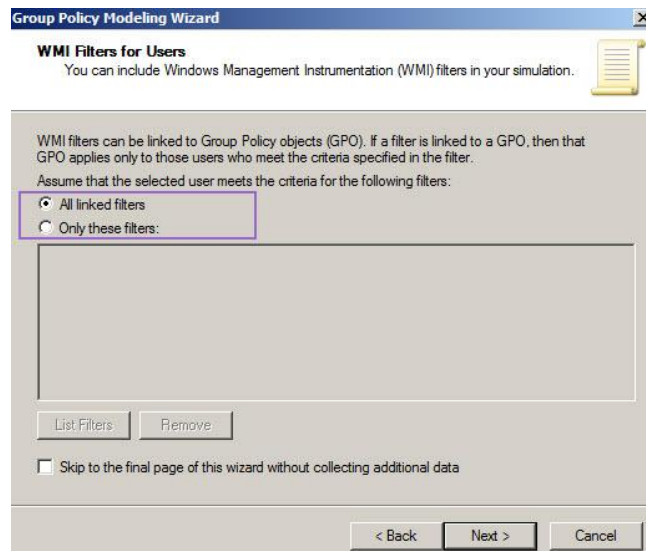 Group Policy Modeling Wizard
WMI Filters for Users
You can include Windows Management Instrumentation (WMI) filters in your simulation.
WMI filters can be linked to Group Policy objects (GPO). If a filter is linked to a GPO, then that
GPO applies only to those users who meet the criteria specified in the filter.
Assume that the selected user meets the criteria for the following filters:
All linked filters
Only these filters:
List Filters Remove
Skip to the final page of this wizard without collecting additional data
< Back Next > Cancel